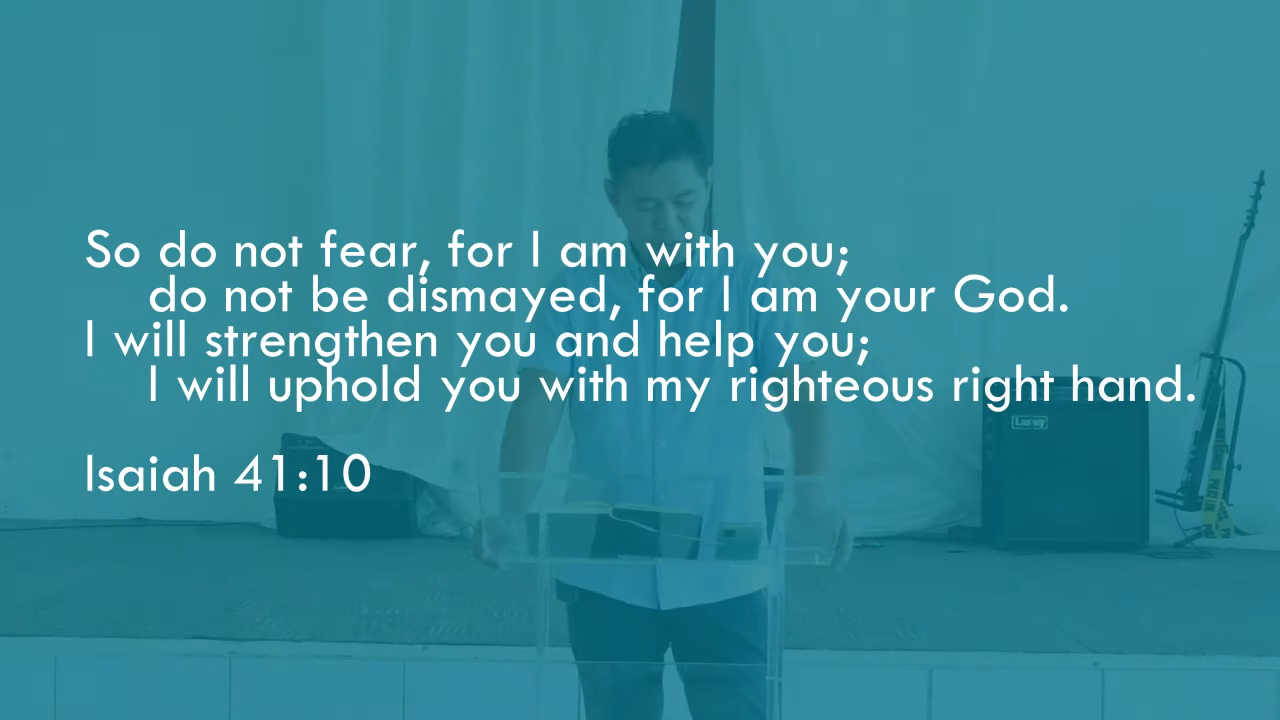 So do not fear, for I am with you;
do not be dismayed, for I am your God.
I will strengthen you and help you;
I will uphold you with my righteous right hand.
Isaiah 41:10
Laney